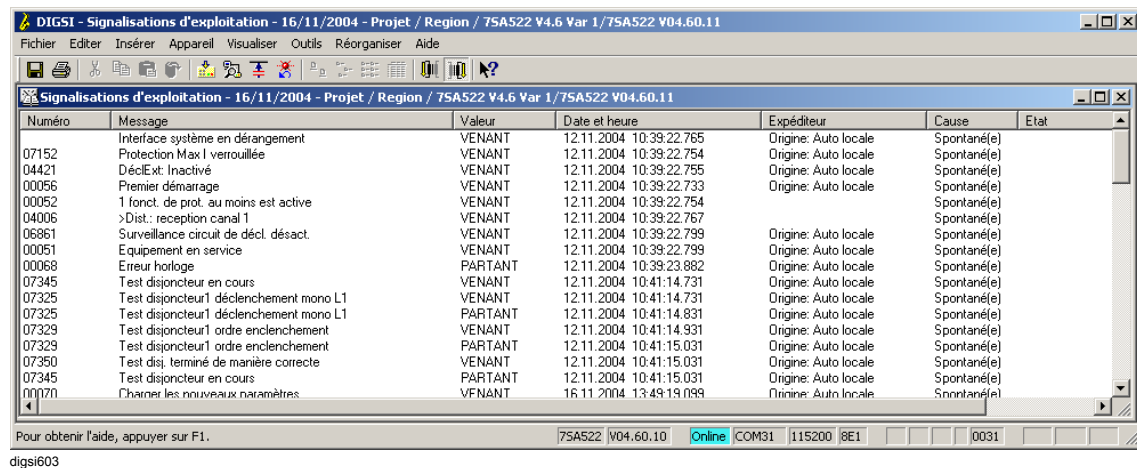 DIGSI - Signalisations d'exploitation - 16/11/2004 - Projet / Region / 7SA522 V4.6 Var 1/7SA522 V04.60.11
Fichier Editer Insérer Appareil Visualiser Outils Réorganiser Aide
Signalisations d'exploitation - 16/11/2004 - Projet / Region / 7SA522 V4.6 Var 1/7SA522 V04.60.11
Numéro Message Valeur Date et heure Expéditeur Cause Etat
Interface système en dérangement VENANT 12.11.2004 10:39:22.765 Origine: Auto locale Spontané(e)
07152 Protection Max I verrouillée VENANT 12.11.2004 10:39:22.754 Origine: Auto locale Spontané(e)
04421 DéclExt: Inactivé VENANT 12.11.2004 10:39:22.755 Origine: Auto locale Spontané(e)
00056 Premier démarrage VENANT 12.11.2004 10:39:22.733 Origine: Auto locale Spontané(e)
00052 1 fonct. de prot. au moins est active VENANT 12.11.2004 10:39:22.754 Spontané(e)
04006 >Dist.: reception canal 1 VENANT 12.11.2004 10:39:22.767 Spontané(e)
06861 Surveillance circuit de décl. désact. VENANT 12.11.2004 10:39:22.799 Origine: Auto locale Spontané(e)
00051 Equipement en service VENANT 12.11.2004 10:39:22.799 Origine: Auto locale Spontané(e)
00068 Erreur horloge PARTANT 12.11.2004 10:39:23.882 Origine: Auto locale Spontané(e)
07345 Test disjoncteur en cours VENANT 12.11.2004 10:41:14.731 Origine: Auto locale Spontané(e)
07325 Test disjoncteur1 déclenchement mono L1 VENANT 12.11.2004 10:41:14.731 Origine: Auto locale Spontané(e)
07325 Test disjoncteur1 déclenchement mono L1 PARTANT 12.11.2004 10:41:14.831 Origine: Auto locale Spontané(e)
07329 Test disjoncteur1 ordre enclenchement VENANT 12.11.2004 10:41:14.931 Origine: Auto locale Spontané(e)
07329 Test disjoncteur1 ordre enclenchement PARTANT 12.11.2004 10:41:15.031 Origine: Auto locale Spontané(e)
07350 Test disj. terminé de manière correcte VENANT 12.11.2004 10:41:15.031 Origine: Auto locale Spontané(e)
07345 Test disjoncteur en cours PARTANT 12.11.2004 10:41:15.031 Origine: Auto locale Spontané(e)
00070 Charger les nouveaux paramètres VENANT 16.11.2004 13:49:19.099 Origine: Auto locale Spontané(e)
Pour obtenir l'aide, appuyer sur F1. 7SA522 V04.60.10 Online COM31 115200 8E1 0031
digsi603